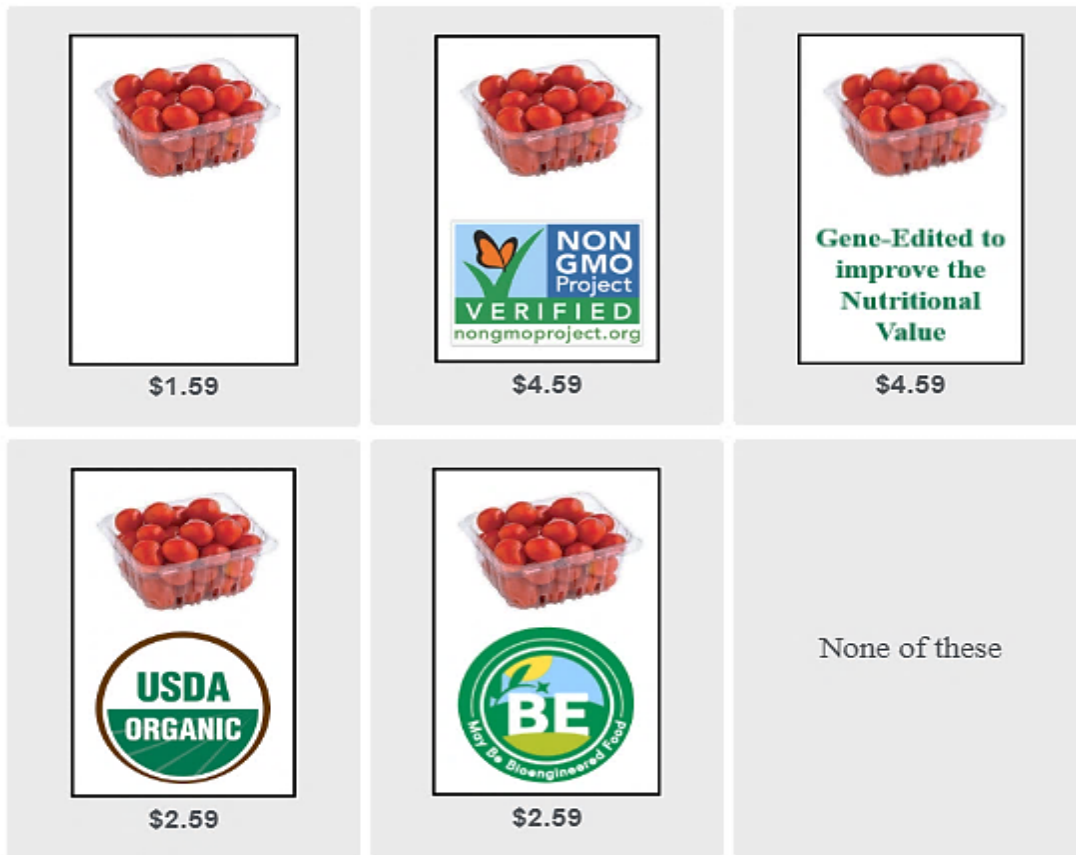 $1.59
NON
GMO
Project
VERIFIED
nongmoproject.org
$4.59
Gene-Edited to
improve the
Nutritional
Value
$4.59
USDA
ORGANIC
$2.59
BE
May Be Bioengineered Food
$2.59
None of these